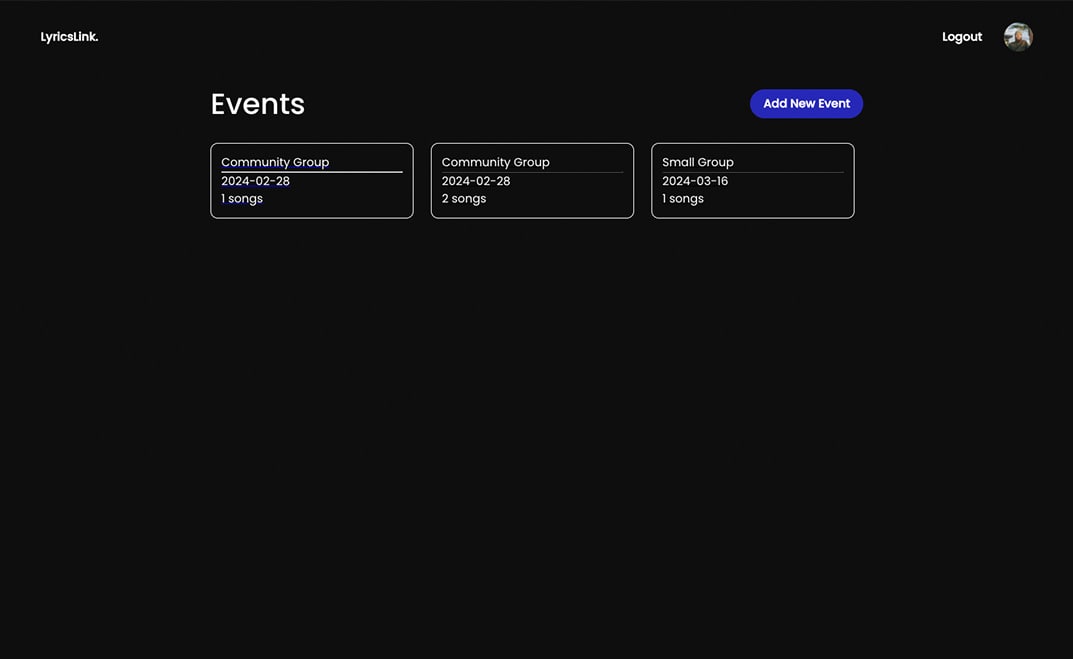 LyricsLink.
Logout
Events
Add New Event
Community Group
2024-02-28
1 songs
Community Group
2024-02-28
2 songs
Small Group
2024-03-16
1 songs